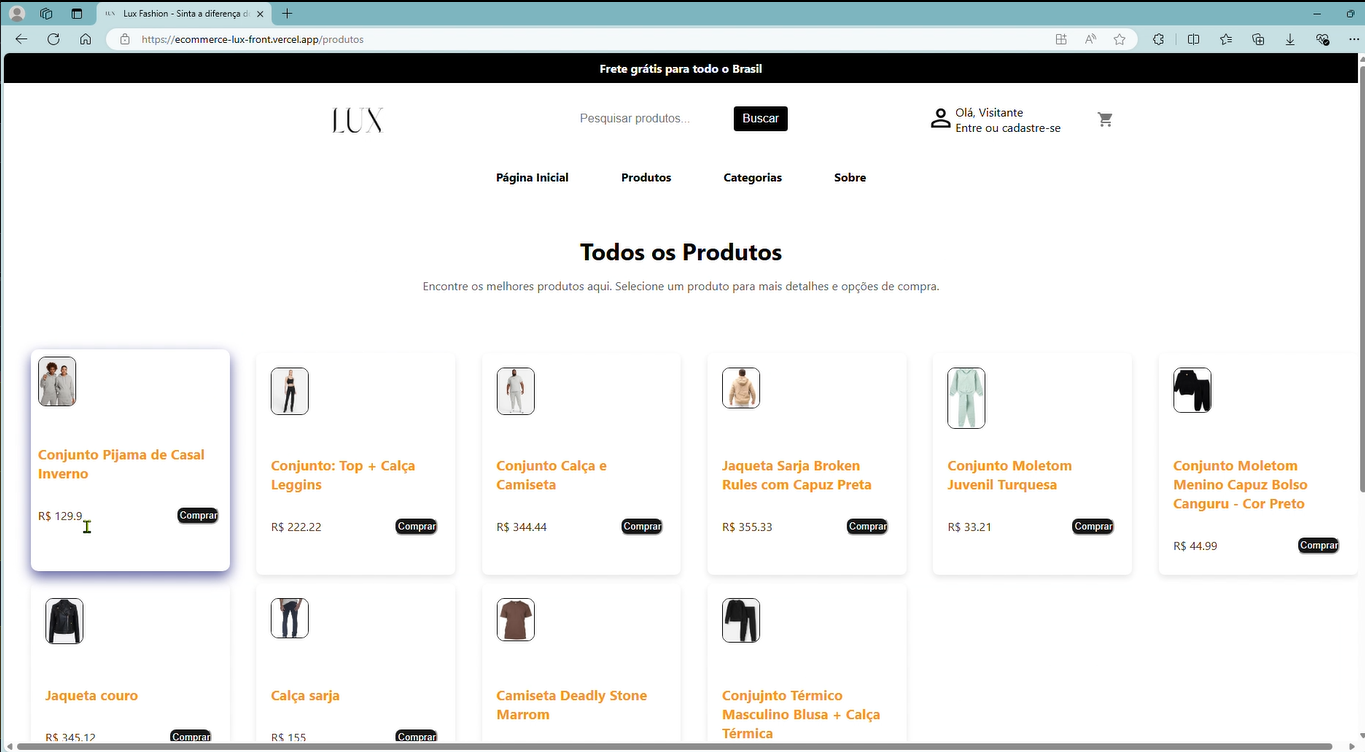 Lux Fashion - Sinta a diferença d
https://ecommerce-lux-front.vercel.app/produtos
Frete grátis para todo o Brasil
LUX
Pesquisar produtos...
Buscar
Olá, Visitante
Entre ou cadastre-se
Página Inicial
Produtos
Categorias
Sobre
Todos os Produtos
Encontre os melhores produtos aqui. Selecione um produto para mais detalhes e opções de compra.
Conjunto Pijama de Casal
Inverno
R$ 129.9
Comprar
Conjunto: Top + Calça
Leggins
R$ 222.22
Comprar
Conjunto Calça e
Camiseta
R$ 344.44
Comprar
Jaqueta Sarja Broken
Rules com Capuz Preta
R$ 355.33
Comprar
Conjunto Moletom
Juvenil Turquesa
R$ 33.21
Comprar
Conjunto Moletom
Menino Capuz Bolso
Canguru - Cor Preto
R$ 44.99
Comprar
Jaqueta couro
R$ 345.12
Comprar
Calça sarja
R$ 155
Comprar
Camiseta Deadly Stone
Marrom
Conjujnto Térmico
Masculino Blusa + Calça
Térmica